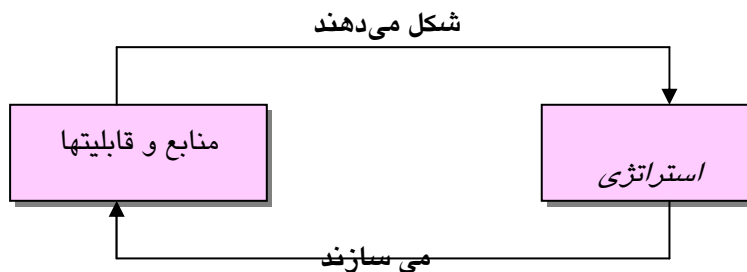 شکل می‌دهند
منابع و قابلیتها
استراتژی
می سازند